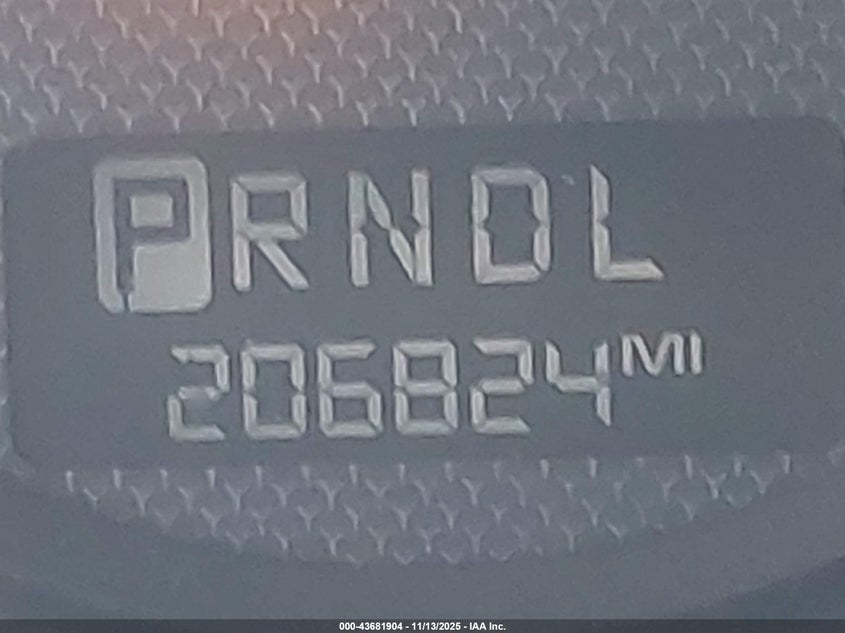 PRNDL
206824MI
000-43681904 - 11/13/2025 - IAA Inc.